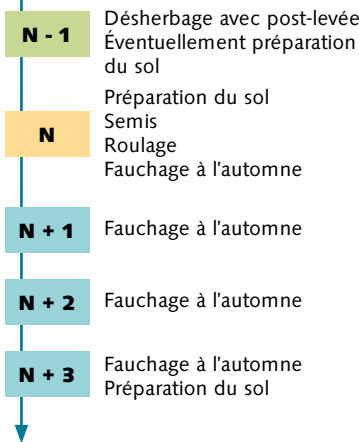 N - 1
Désherbage avec post-levée
Éventuellement préparation
du sol
N
Préparation du sol
Semis
Roulage
Fauchage à l'automne
N + 1
Fauchage à l'automne
N + 2
Fauchage à l'automne
N + 3
Fauchage à l'automne
Préparation du sol